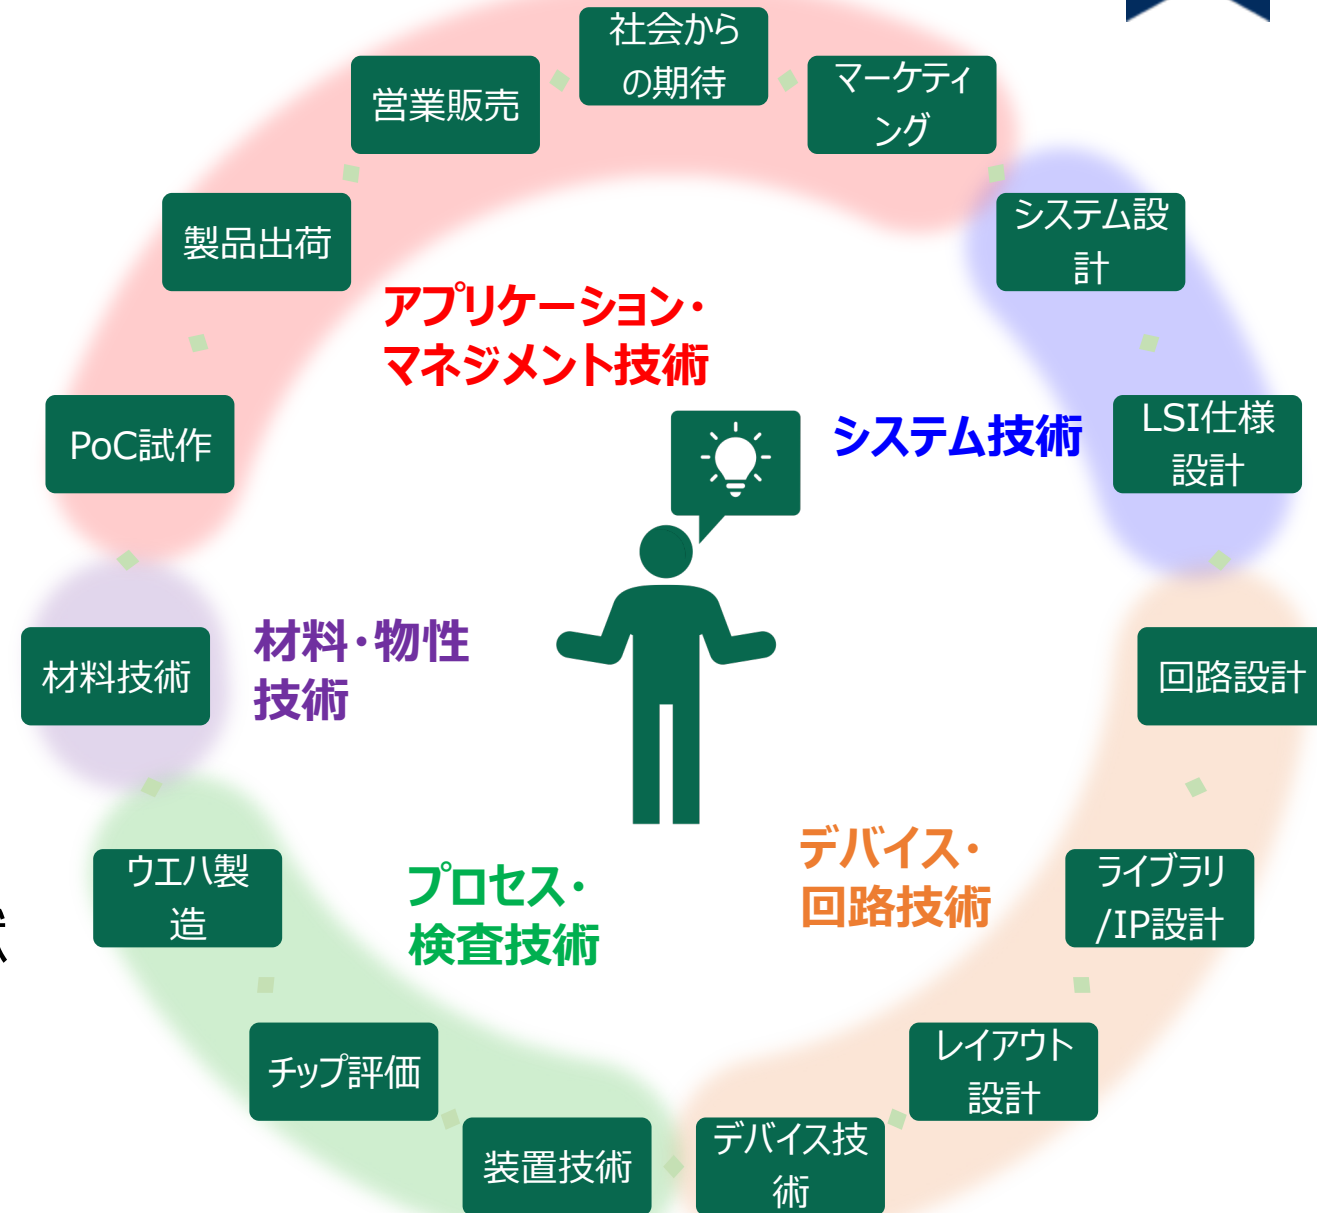 社会から
の期待
マーケティ
ング
営業販売
システム設
計
製品出荷
アプリケーション・
マネジメント技術
システム技術
LSI仕様
設計
PoC試作
材料・物性
技術
材料技術
回路設計
デバイス・
回路技術
ライブラリ
/IP設計
プロセス・
検査技術
ウエハ製
造
レイアウト
設計
チップ評価
デバイス技
術
装置技術